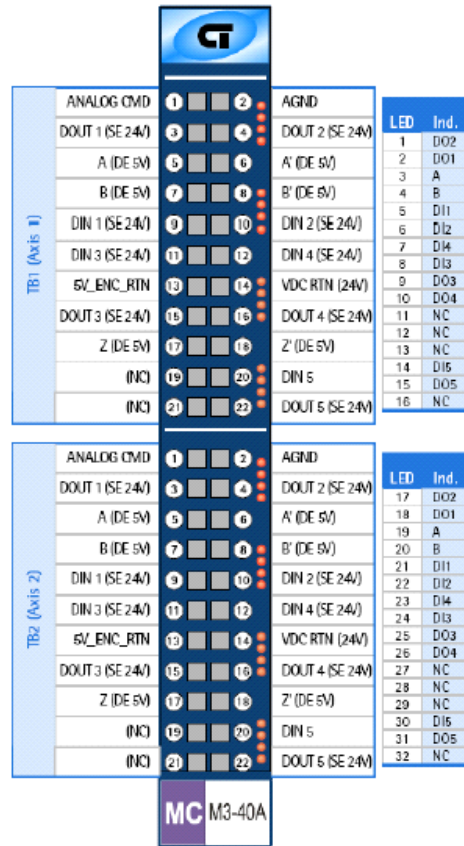 CT
TB1 (Axis 1)
ANALOG CMD 1 2 AGND
DOUT 1 (SE 24V) 3 4 DOUT 2 (SE 24V)
A (DE 5V) 5 6 A' (DE 5V)
B (DE 5V) 7 8 B' (DE 5V)
DIN 1 (SE 24V) 9 10 DIN 2 (SE 24V)
DIN 3 (SE 24V) 11 12 DIN 4 (SE 24V)
5V_ENC_RTN 13 14 VDC RTN (24V)
DOUT 3 (SE 24V) 15 16 DOUT 4 (SE 24V)
Z (DE 5V) 17 18 Z' (DE 5V)
(NC) 19 20 DIN 5
(NC) 21 22 DOUT 5 (SE 24V)
LED Ind.
1 DO2
2 DO1
3 A
4 B
5 DI1
6 DI2
7 DI4
8 DI3
9 DO3
10 DO4
11 NC
12 NC
13 NC
14 DI5
15 DO5
16 NC
TB2 (Axis 2)
ANALOG CMD 1 2 AGND
DOUT 1 (SE 24V) 3 4 DOUT 2 (SE 24V)
A (DE 5V) 5 6 A' (DE 5V)
B (DE 5V) 7 8 B' (DE 5V)
DIN 1 (SE 24V) 9 10 DIN 2 (SE 24V)
DIN 3 (SE 24V) 11 12 DIN 4 (SE 24V)
5V_ENC_RTN 13 14 VDC RTN (24V)
DOUT 3 (SE 24V) 15 16 DOUT 4 (SE 24V)
Z (DE 5V) 17 18 Z' (DE 5V)
(NC) 19 20 DIN 5
(NC) 21 22 DOUT 5 (SE 24V)
LED Ind.
17 DO2
18 DO1
19 A
20 B
21 DI1
22 DI2
23 DI4
24 DI3
25 DO3
26 DO4
27 NC
28 NC
29 NC
30 DI5
31 DO5
32 NC
MC M3-40A